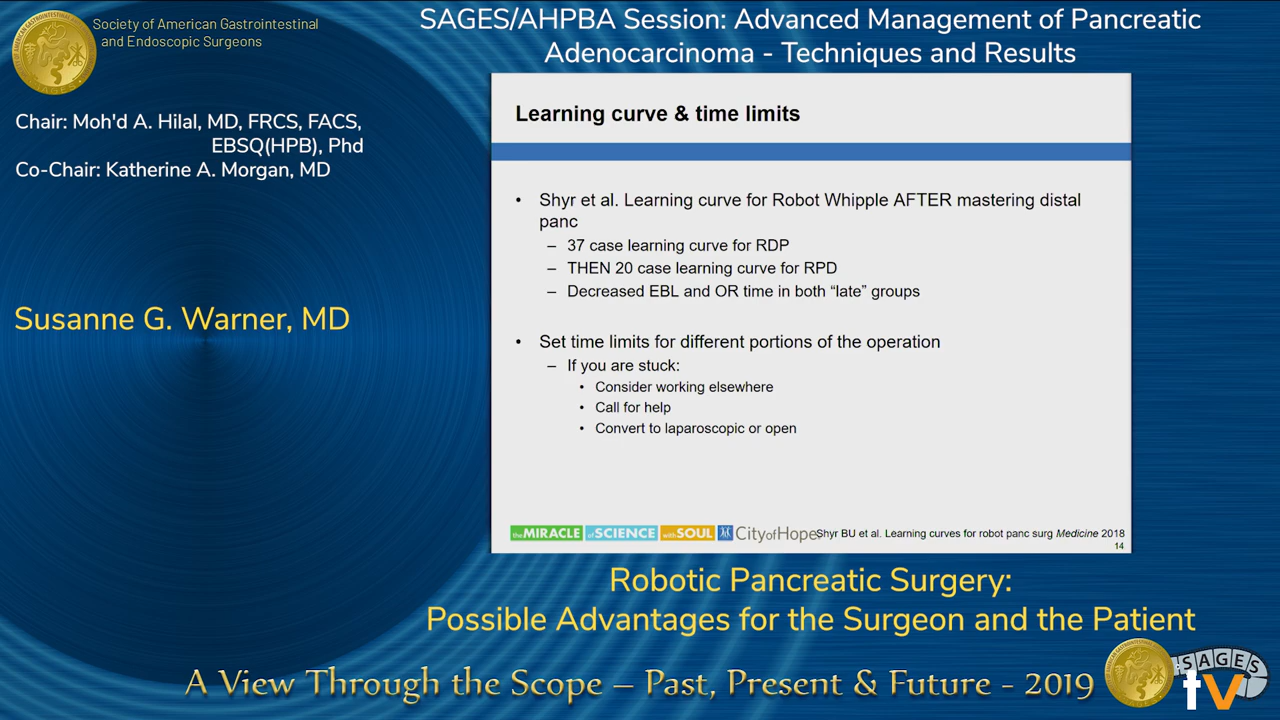 Society of American Gastrointestinal
and Endoscopic Surgeons
SAGES/AHPBA Session: Advanced Management of Pancreatic
Adenocarcinoma - Techniques and Results
Chair: Moh'd A. Hilal, MD, FRCS, FACS,
EBSQ(HPB), Phd
Co-Chair: Katherine A. Morgan, MD
Susanne G. Warner, MD
Learning curve & time limits
• Shyr et al. Learning curve for Robot Whipple AFTER mastering distal
panc
– 37 case learning curve for RDP
– THEN 20 case learning curve for RPD
– Decreased EBL and OR time in both “late” groups
• Set time limits for different portions of the operation
– If you are stuck:
• Consider working elsewhere
• Call for help
• Convert to laparoscopic or open
the MIRACLE of SCIENCE with SOUL CityofHope Shyr BU et al. Learning curves for robot panc surg Medicine 2018
14
Robotic Pancreatic Surgery:
Possible Advantages for the Surgeon and the Patient
A View Through the Scope – Past, Present & Future - 2019
SAGES
tv